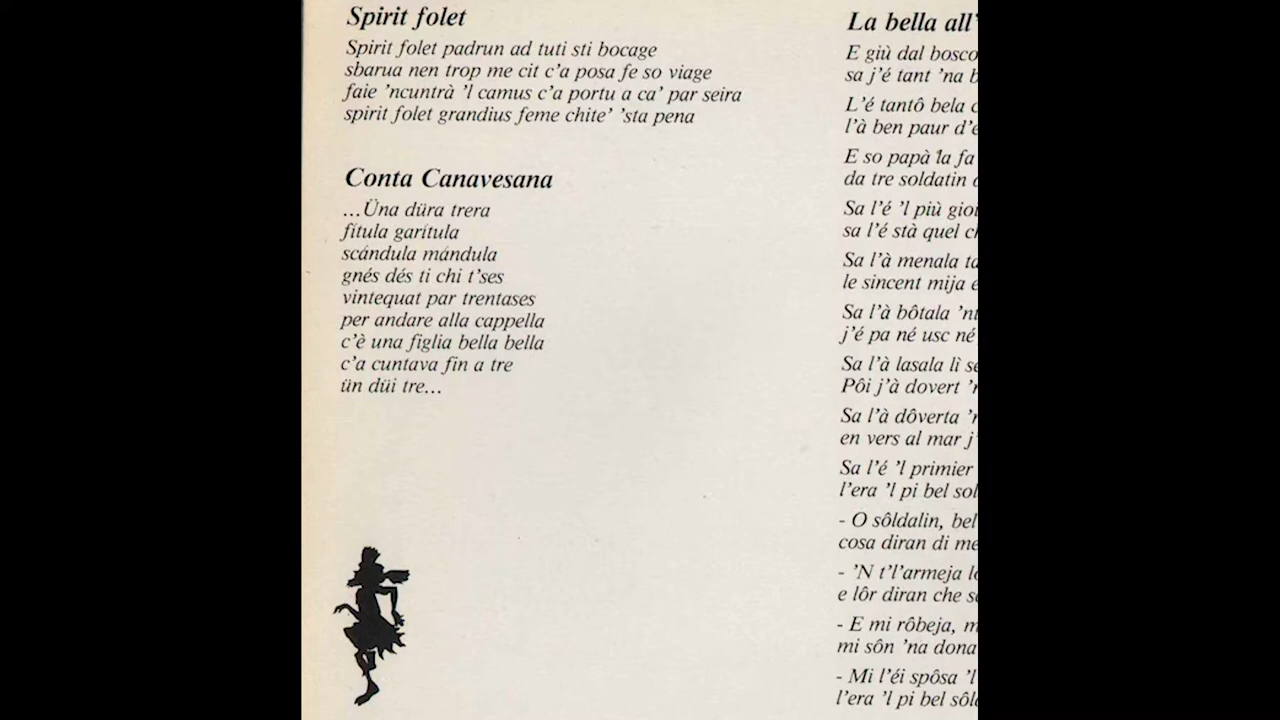 Spirit folet
Spirit folet padrun ad tuti sti bocage
sbarua nen trop me cit c'a posa fe so viage
faie 'ncuntrà 'l camus c'a portu a ca' par seira
spirit folet grandius feme chite' 'sta pena
Conta Canavesana
...Üna düra trera
fítula garítula
scándula mándula
gnés dés ti chi t'ses
vintequat par trentases
per andare alla cappella
c'è una figlia bella bella
c'a cuntava fin a tre
ün düi tre...
La bella all'
E giù dal bosco
sa j'é tant 'na b
L'é tantô bela
l'à ben paur d'e
E so papà 'la fa
da tre soldatin
Sa l'é 'l più gio
sa l'é stà quel
Sa l'à menala
le sincent mija
Sa l'à bôtala
j'é pa né usc né
Sa l'à lasala lì
Pôi j'à dovert
Sa l'à dôverta
en vers al mar j'
Sa l'é 'l primier
l'era 'l pi bel sol
- O sôldalin, bel
cosa diran di me
- 'N t'l'armeja
e lôr diran che
- E mi rôbeja,
mi sôn 'na dona
- Mi l'éi spôsa 'l
l'era 'l pi bel